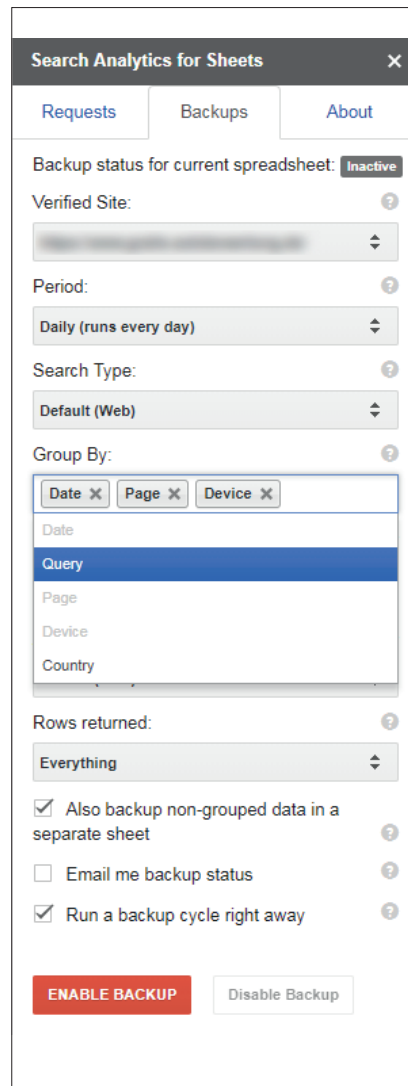 Search Analytics for Sheets ×
Requests Backups About
Backup status for current spreadsheet: Inactive
Verified Site: ?
Period: ?
Daily (runs every day)
Search Type: ?
Default (Web)
Group By: ?
Date × Page × Device ×
Date
Query
Page
Device
Country
Rows returned: ?
Everything
Also backup non-grouped data in a
separate sheet ?
Email me backup status ?
Run a backup cycle right away ?
ENABLE BACKUP Disable Backup